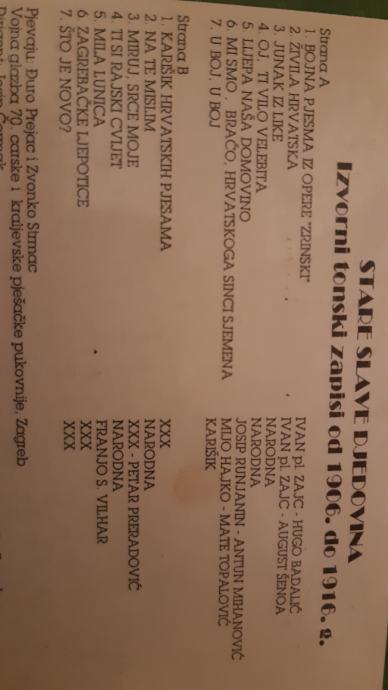 STARE SLAVE DJEDOVINA
Izvorni tonski zapisi od 1906. do 1916. g.
Strana A
1. BOJNA PJESMA IZ OPERE "ZRINSKI" IVAN pl. ZAJC - HUGO BADALIĆ
2. ŽIVILA HRVATSKA IVAN pl. ZAJC - AUGUST ŠENOA
3. JUNAK IZ LIKE NARODNA
4. OJ, TI VILO VELEBITA NARODNA
5. LIJEPA NAŠA DOMOVINO JOSIP RUNJANIN - ANTUN MIHANOVIĆ
6. MI SMO, BRAĆO, HRVATSKOGA SINCI SJEMENA MIJO HAJKO - MATE TOPALOVIĆ
7. U BOJ, U BOJ KARIŠIK
Strana B
1. KARIŠIK HRVATSKIH PJESAMA XXX
2. NA TE MISLIM NARODNA
3. MIRUJ, SRCE MOJE XXX - PETAR PRERADOVIĆ
4. TI SI RAJSKI CVIJET NARODNA
5. MILA LUNICA FRANJO S. VILHAR
6. ZAGREBAČKE LJEPOTICE XXX
7. ŠTO JE NOVO? XXX
Pjevaju: Đuro Prejac i Zvonko Strmac
Vojna glazba 70. carske i kraljevske pješačke pukovnije, Zagreb